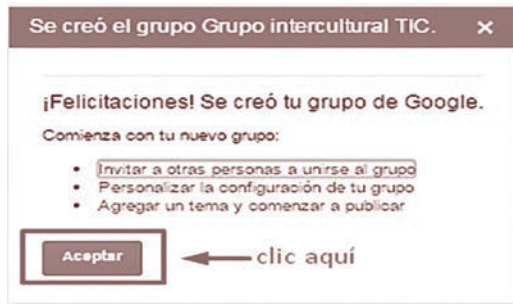 Se creó el grupo Grupo intercultural TIC. ×
¡Felicitaciones! Se creó tu grupo de Google.
Comienza con tu nuevo grupo:
• Invitar a otras personas a unirse al grupo
• Personalizar la configuración de tu grupo
• Agregar un tema y comenzar a publicar
Aceptar clic aquí